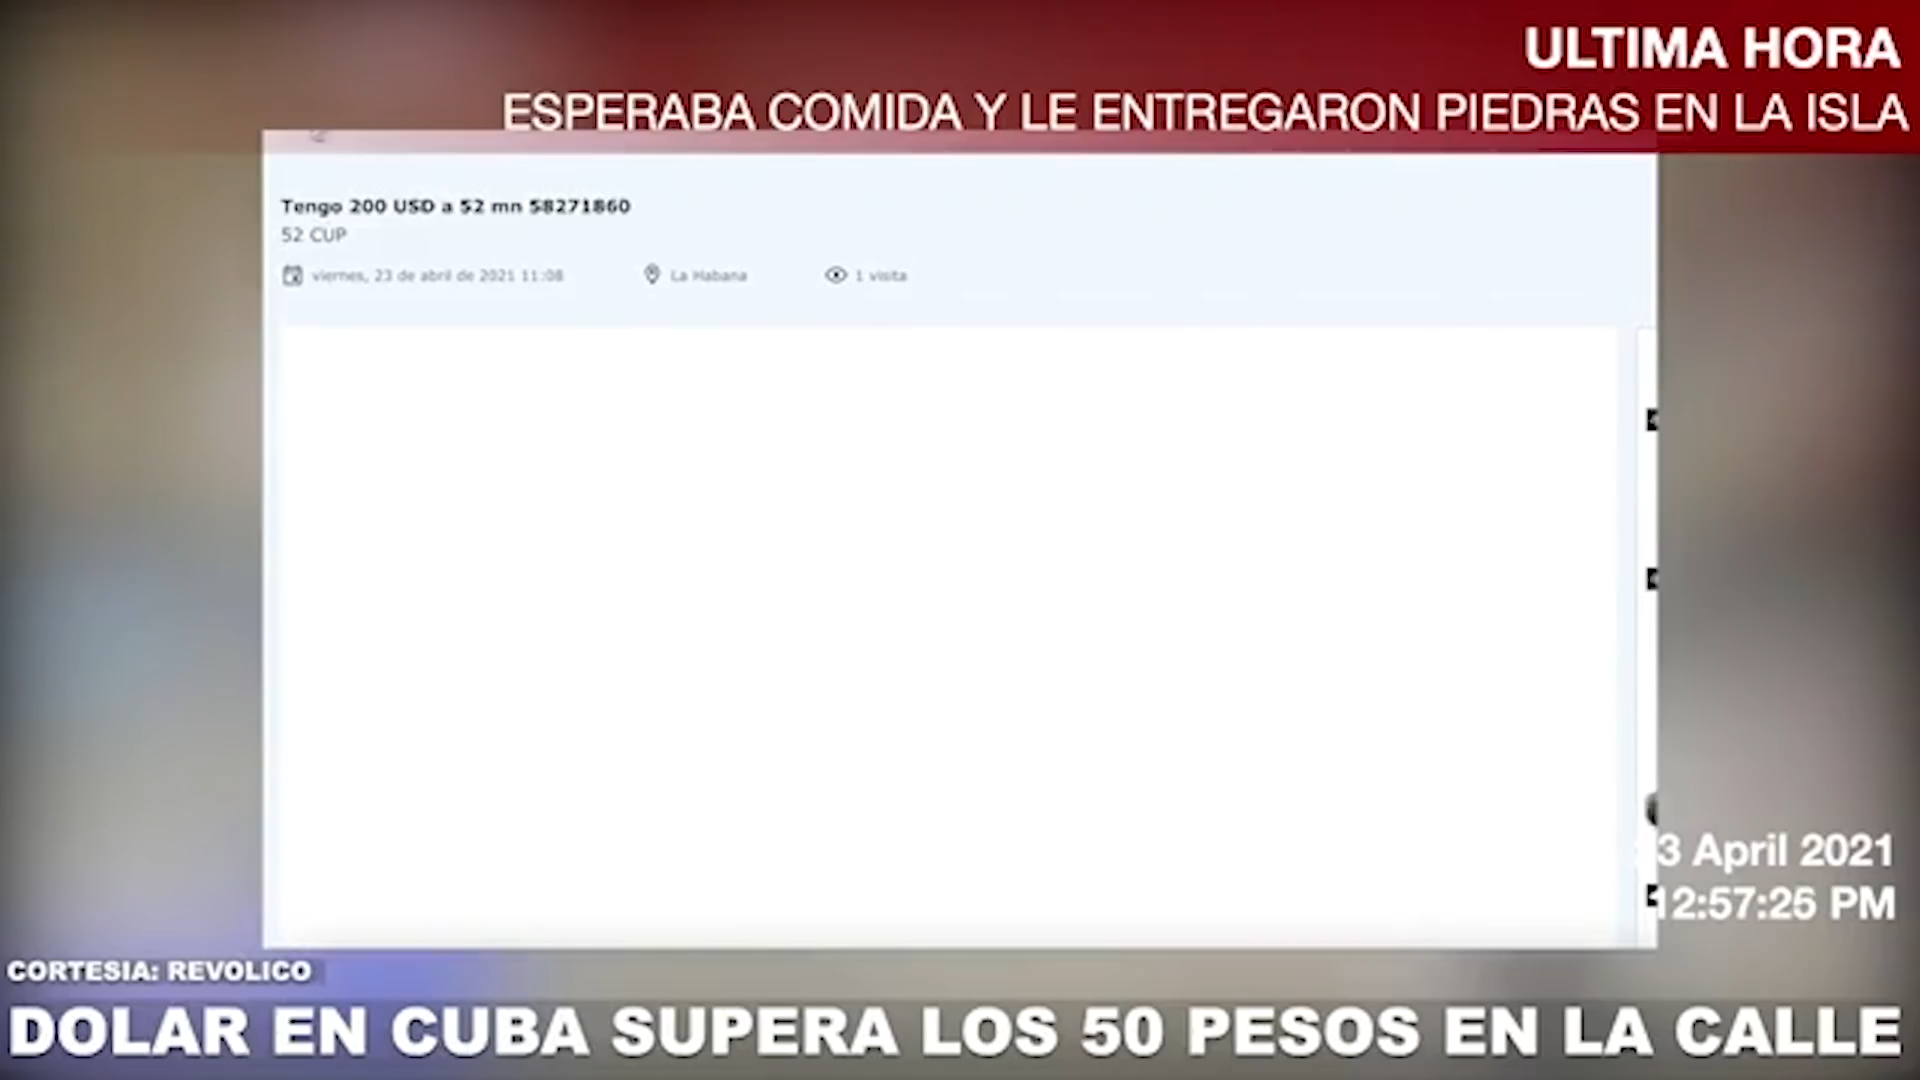 ULTIMA HORA
ESPERABA COMIDA Y LE ENTREGARON PIEDRAS EN LA ISLA
Tengo 200 USD a 52 mn 58271860
52 CUP
viernes, 23 de abril de 2021 11:08 La Habana 1 visita
3 April 2021
12:57:25 PM
CORTESIA: REVOLICO
DOLAR EN CUBA SUPERA LOS 50 PESOS EN LA CALLE